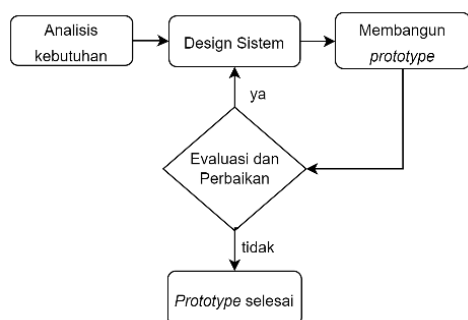 Analisis
kebutuhan
Design Sistem
Membangun
prototype
ya
Evaluasi dan
Perbaikan
tidak
Prototype selesai